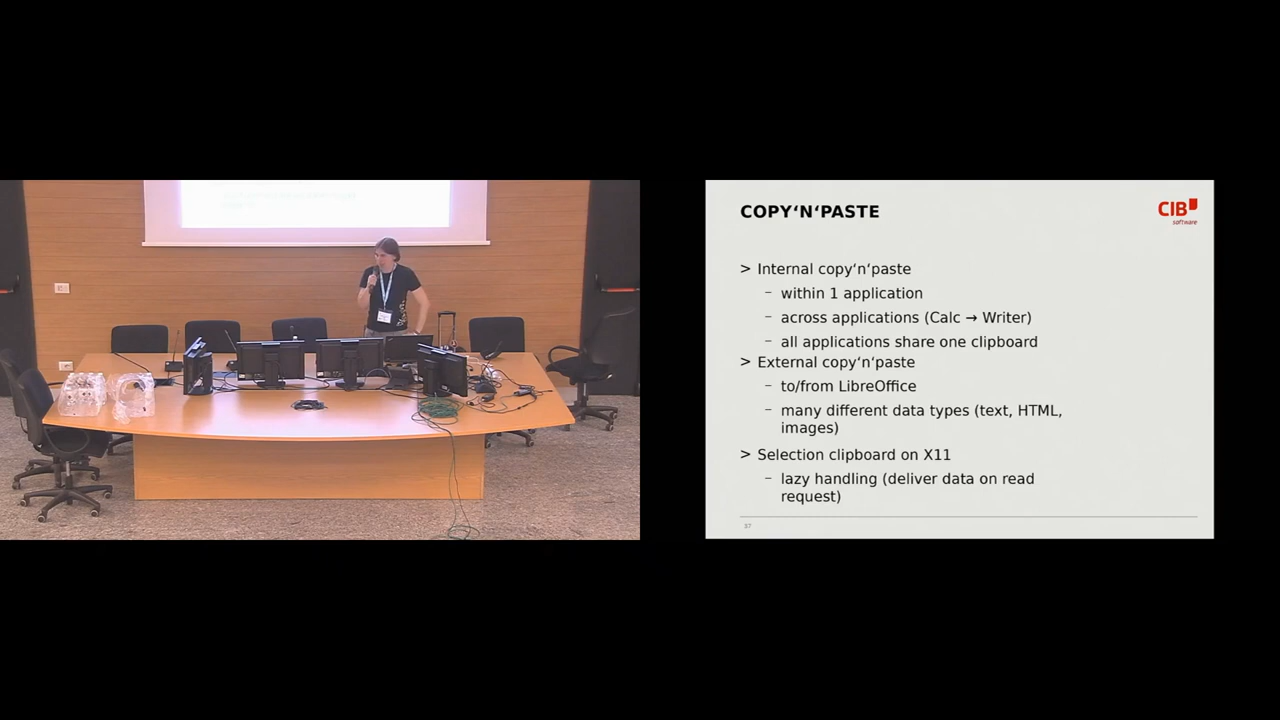 COPY‘N‘PASTE
CIB
software
> Internal copy‘n‘paste
– within 1 application
– across applications (Calc → Writer)
– all applications share one clipboard
> External copy‘n‘paste
– to/from LibreOffice
– many different data types (text, HTML,
images)
> Selection clipboard on X11
– lazy handling (deliver data on read
request)
37